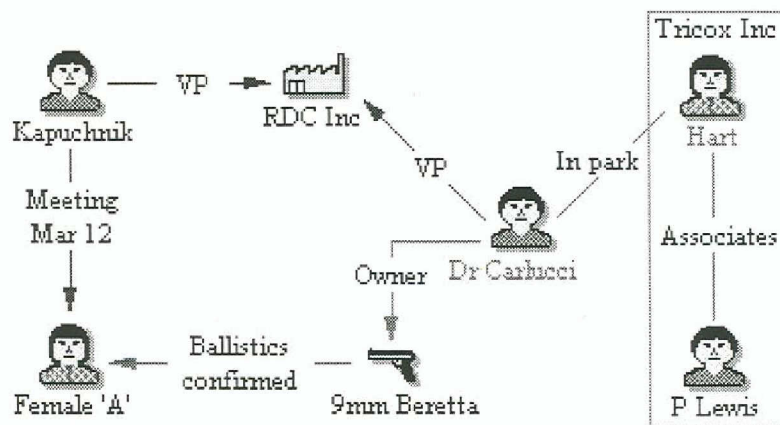 Tricox Inc
VP
RDC Inc
Kapuchnik
Hart
VP
In park
Meeting
Mar 12
Associates
Owner
Dr Carlucci
Ballistics
confirmed
Female 'A'
9mm Beretta
P Lewis